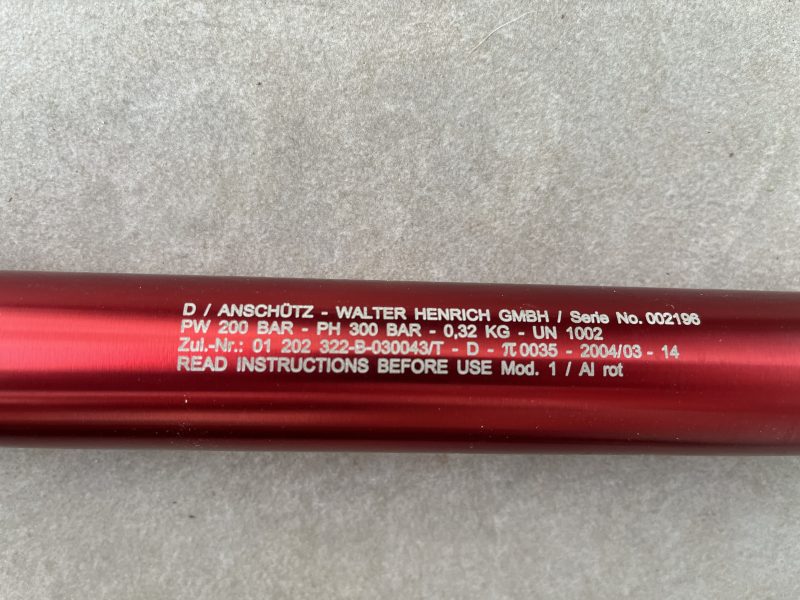 D / ANSCHÜTZ - WALTER HENRICH GMBH / Serie No. 002196
PW 200 BAR - PH 300 BAR - 0,32 KG - UN 1002
Zul.-Nr.: 01 202 322-B-030043/T - D - π0035 - 2004/03 - 14
READ INSTRUCTIONS BEFORE USE Mod. 1 / Al rot